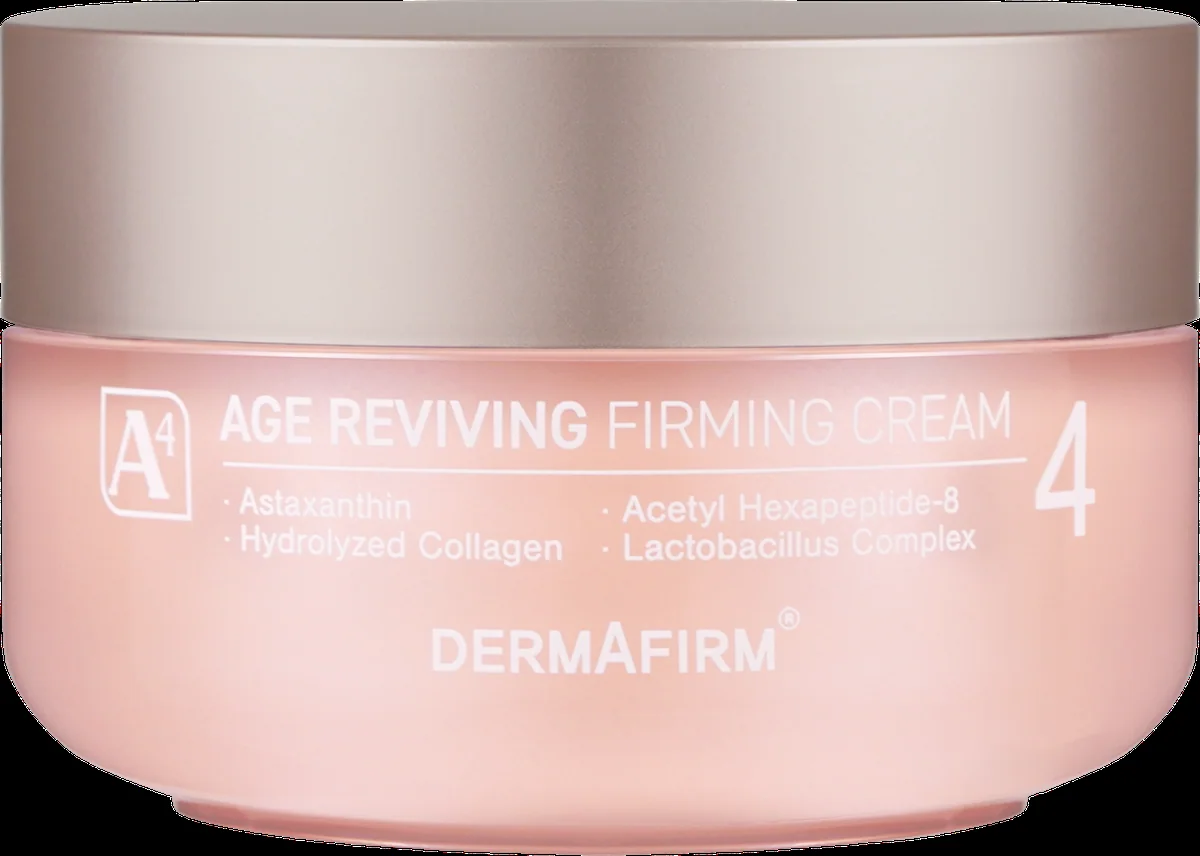 A4
AGE REVIVING FIRMING CREAM 4
· Astaxanthin
· Hydrolyzed Collagen
· Acetyl Hexapeptide-8
· Lactobacillus Complex
DERMAFIRM®